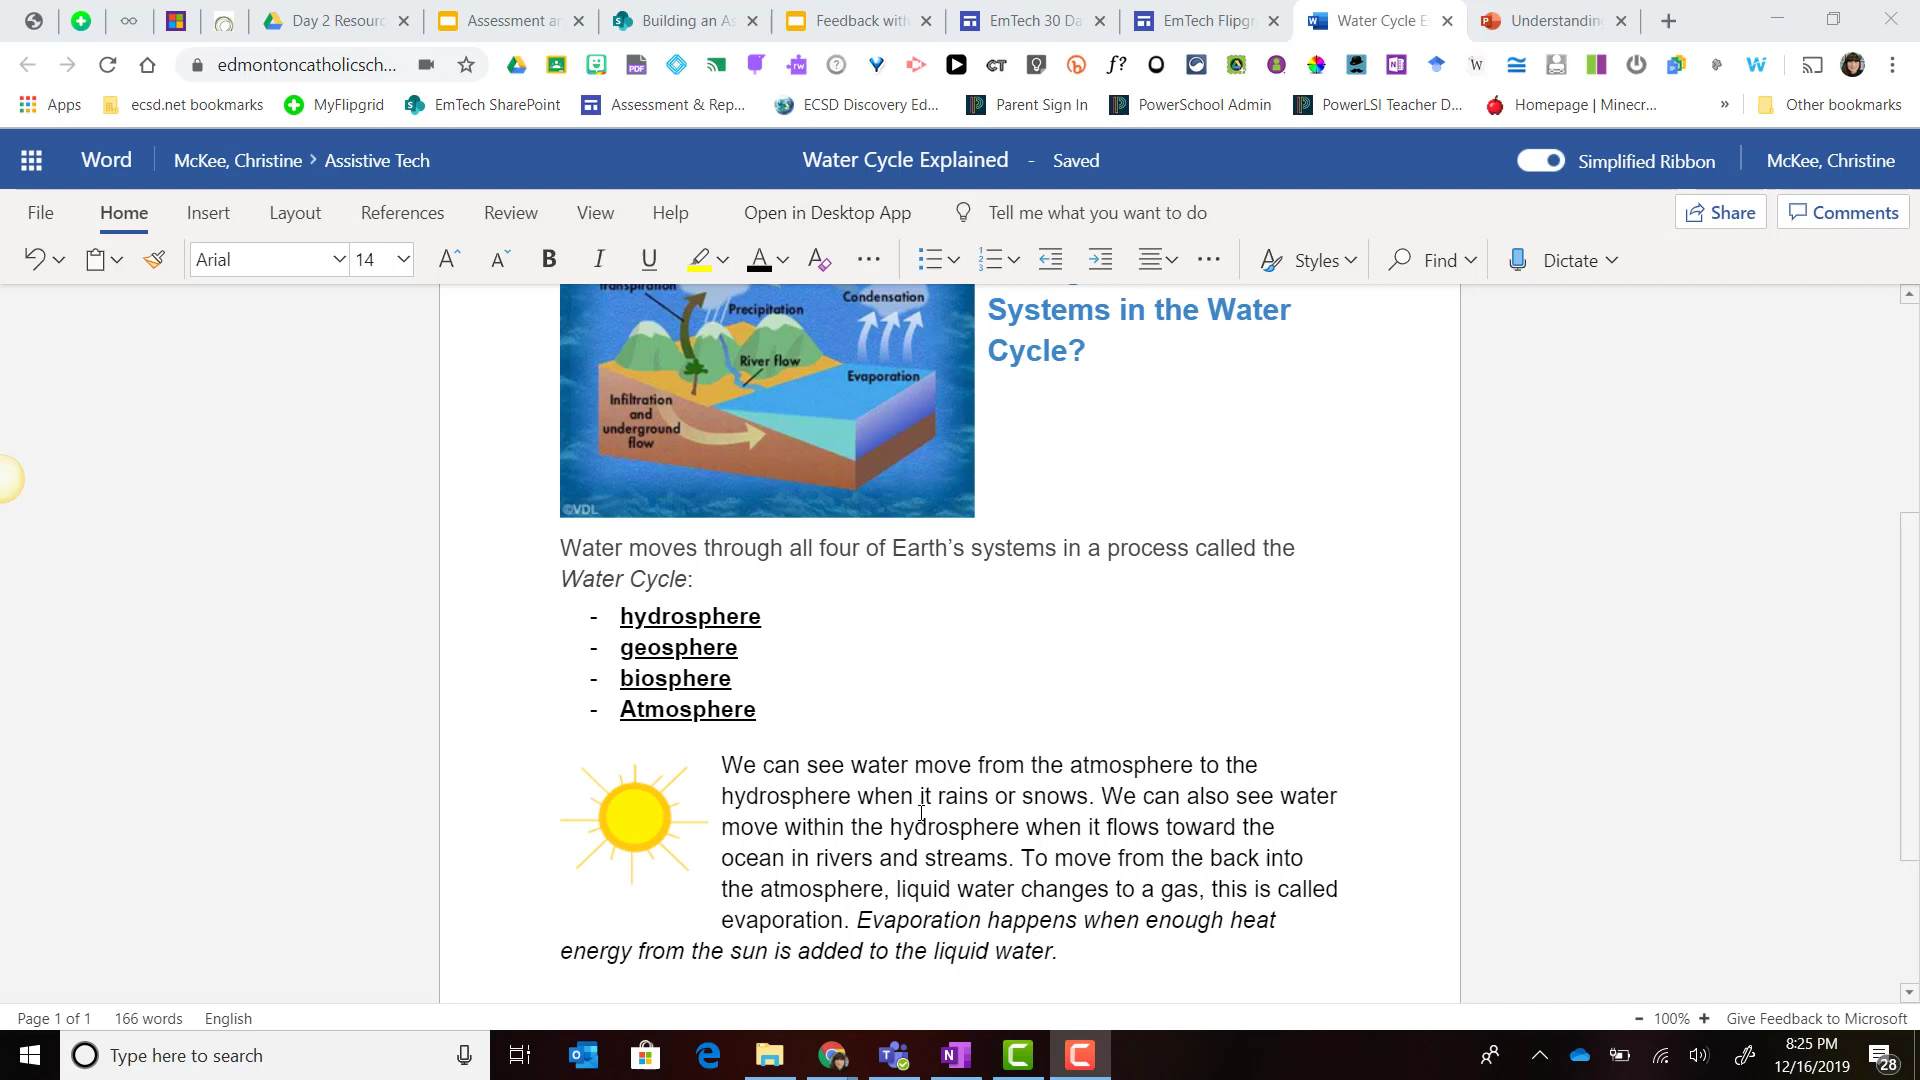 Day 2 Resourc
Assessment a
Building an As
Feedback with
EmTech 30 Da
EmTech Flipgr
Water Cycle E
Understanding
edmontoncatholicsch...
Apps
ecsd.net bookmarks
MyFlipgrid
EmTech SharePoint
Assessment & Rep...
ECSD Discovery Ed...
Parent Sign In
PowerSchool Admin
PowerLSI Teacher D...
Homepage | Minecr...
»
Other bookmarks
Word
McKee, Christine > Assistive Tech
Water Cycle Explained - Saved
Simplified Ribbon
McKee, Christine
File
Home
Insert
Layout
References
Review
View
Help
Open in Desktop App
Tell me what you want to do
Share
Comments
Arial
14
Styles
Find
Dictate
Transpiration
Precipitation
Condensation
River flow
Evaporation
Infiltration
and
underground
flow
©VDL
Systems in the Water
Cycle?
Water moves through all four of Earth’s systems in a process called the
Water Cycle:
- hydrosphere
- geosphere
- biosphere
- Atmosphere
We can see water move from the atmosphere to the
hydrosphere when it rains or snows. We can also see water
move within the hydrosphere when it flows toward the
ocean in rivers and streams. To move from the back into
the atmosphere, liquid water changes to a gas, this is called
evaporation. Evaporation happens when enough heat
energy from the sun is added to the liquid water.
Page 1 of 1
166 words
English
- 100% +
Give Feedback to Microsoft
Type here to search
8:25 PM
12/16/2019
28